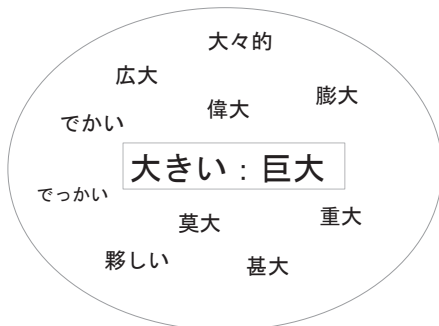 大々的
広大
膨大
偉大
でかい
大きい：巨大
でっかい
重大
莫大
夥しい
甚大